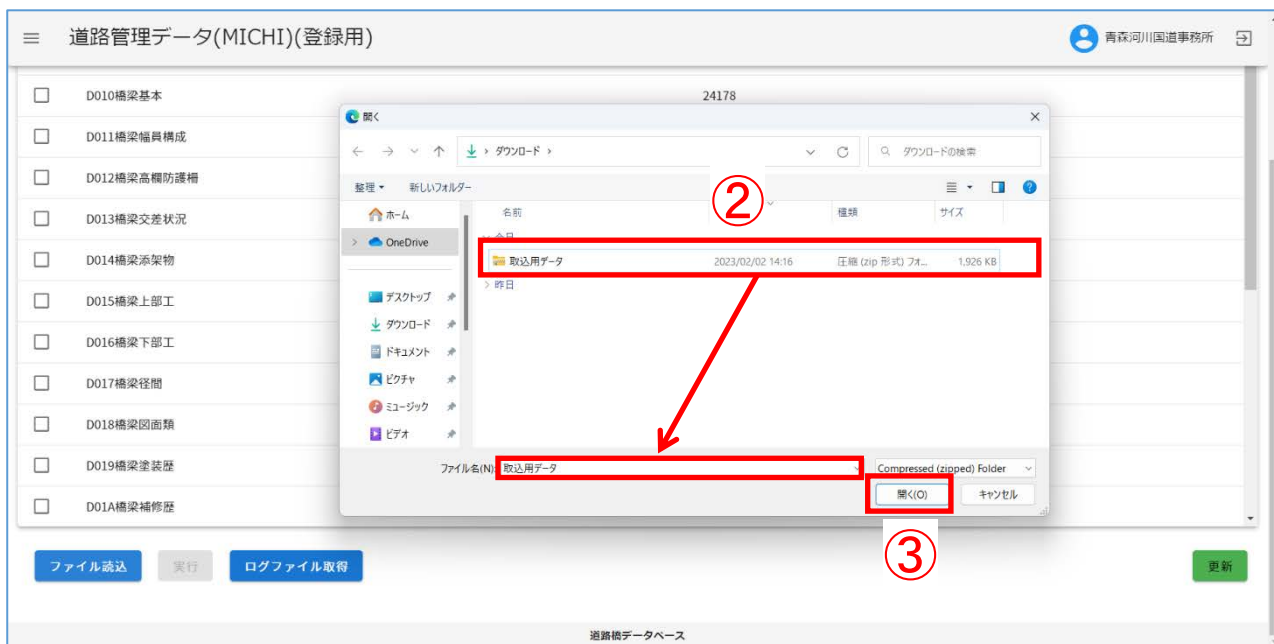 道路管理データ(MICHI)(登録用)
青森河川国道事務所
D010橋梁基本 24178
D011橋梁幅員構成
D012橋梁高欄防護柵
D013橋梁交差状況
D014橋梁添架物
D015橋梁上部工
D016橋梁下部工
D017橋梁径間
D018橋梁図面類
D019橋梁塗装歴
D01A橋梁補修歴
開く
ダウンロード
ダウンロードの検索
整理 新しいフォルダー
②
ホーム
OneDrive
デスクトップ
ダウンロード
ドキュメント
ピクチャ
ミュージック
ビデオ
名前 種類 サイズ
今日
取込用データ 2023/02/02 14:16 圧縮 (zip 形式) フォ... 1,926 KB
昨日
ファイル名(N): 取込用データ Compressed (zipped) Folder
開く(O) キャンセル
③
ファイル読込 実行 ログファイル取得 更新
道路橋データベース